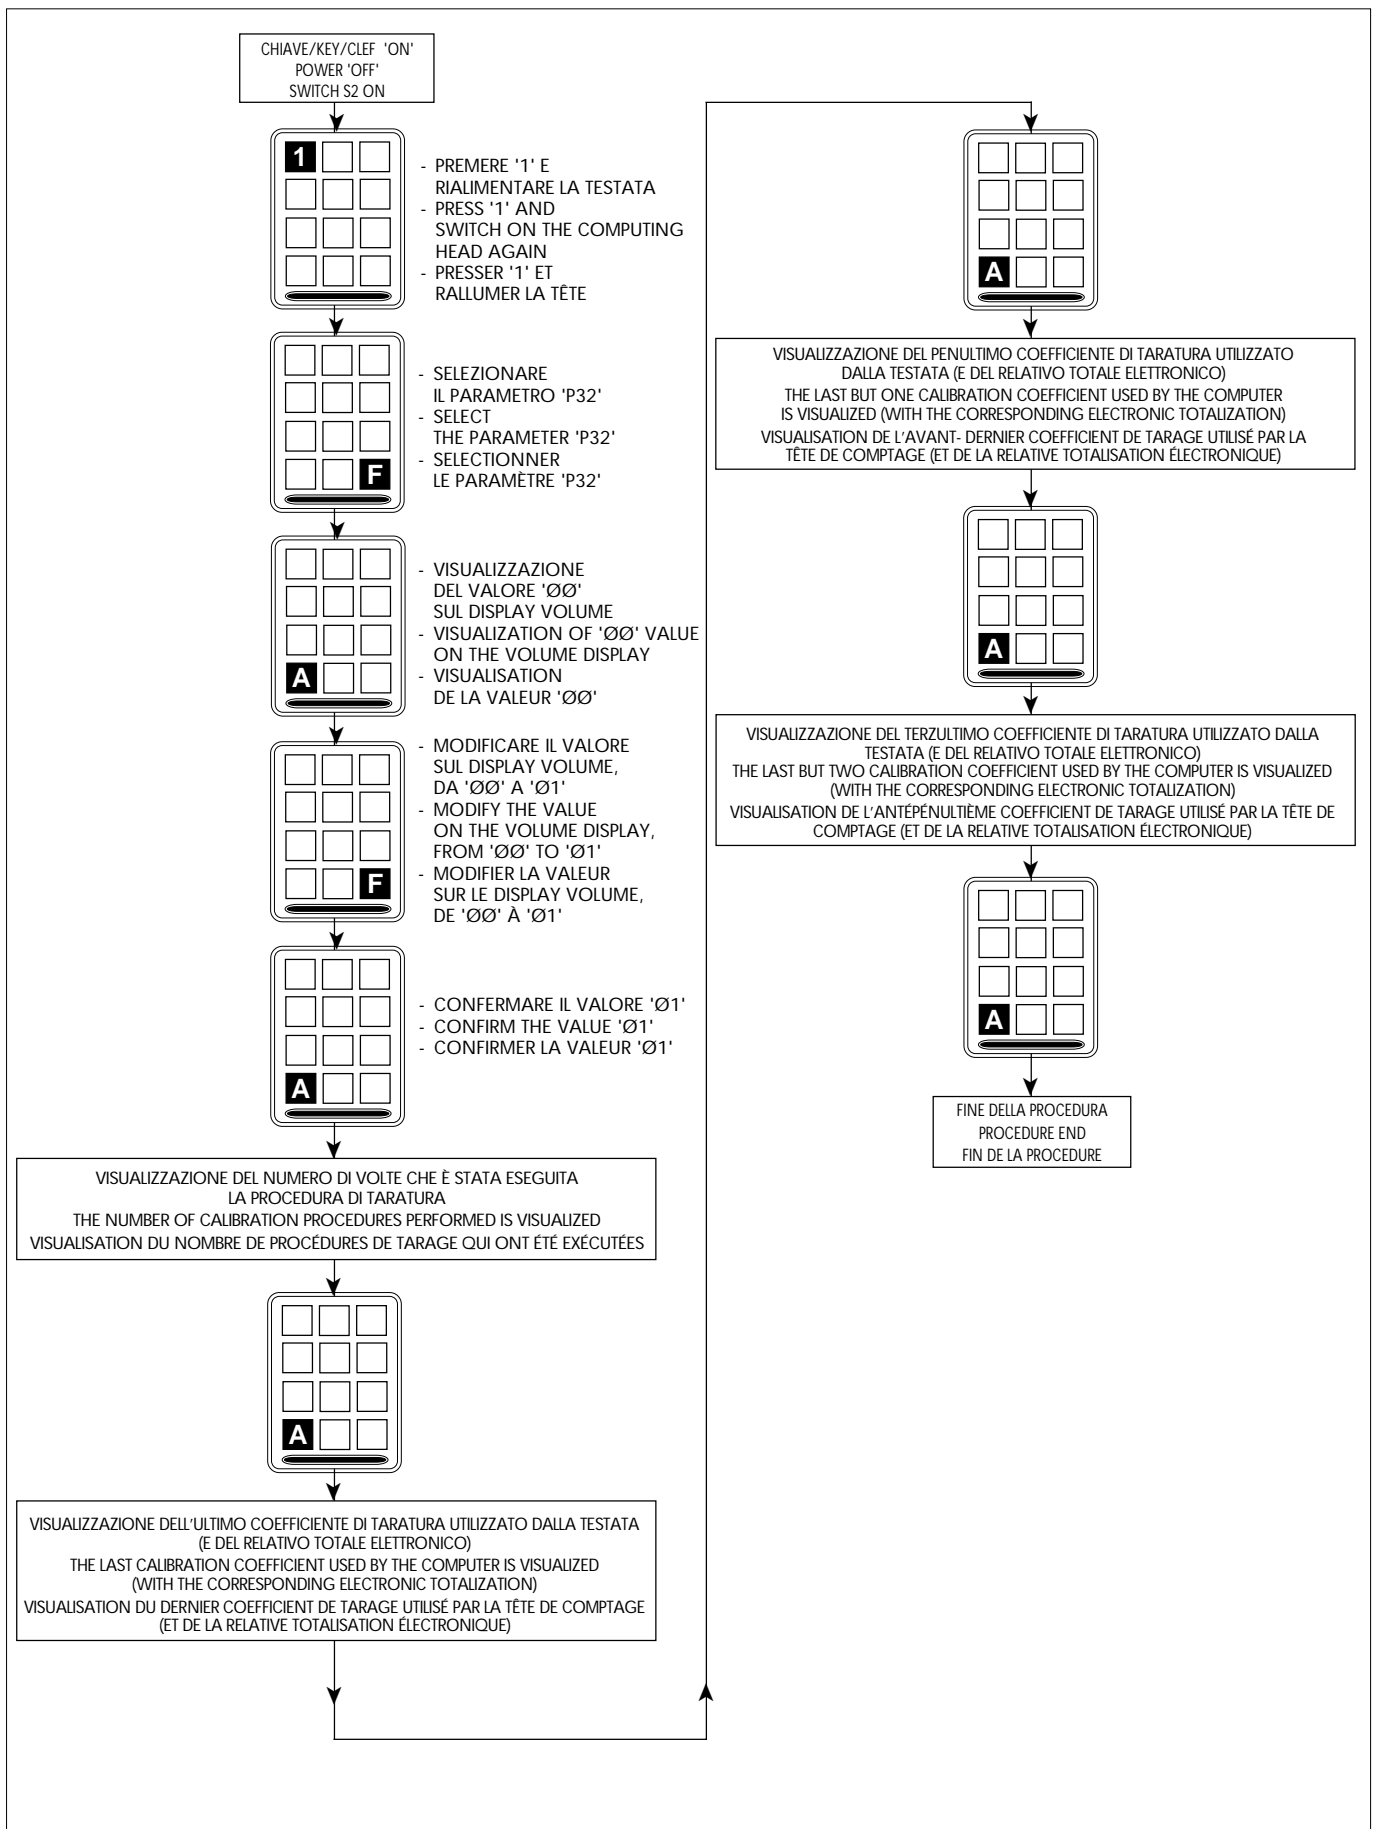 CHIAVE/KEY/CLEF 'ON'
POWER 'OFF'
SWITCH S2 ON
1
- PREMERE '1' E
RIALIMENTARE LA TESTATA
- PRESS '1' AND
SWITCH ON THE COMPUTING
HEAD AGAIN
- PRESSER '1' ET
RALLUMER LA TÊTE
- SELEZIONARE
IL PARAMETRO 'P32'
- SELECT
THE PARAMETER 'P32'
- SELECTIONNER
LE PARAMÈTRE 'P32'
F
- VISUALIZZAZIONE
DEL VALORE 'ØØ'
SUL DISPLAY VOLUME
- VISUALIZATION OF 'ØØ' VALUE
ON THE VOLUME DISPLAY
- VISUALISATION
DE LA VALEUR 'ØØ'
A
- MODIFICARE IL VALORE
SUL DISPLAY VOLUME,
DA 'ØØ' A 'Ø1'
- MODIFY THE VALUE
ON THE VOLUME DISPLAY,
FROM 'ØØ' TO 'Ø1'
- MODIFIER LA VALEUR
SUR LE DISPLAY VOLUME,
DE 'ØØ' À 'Ø1'
F
- CONFERMARE IL VALORE 'Ø1'
- CONFIRM THE VALUE 'Ø1'
- CONFIRMER LA VALEUR 'Ø1'
A
VISUALIZZAZIONE DEL NUMERO DI VOLTE CHE È STATA ESEGUITA
LA PROCEDURA DI TARATURA
THE NUMBER OF CALIBRATION PROCEDURES PERFORMED IS VISUALIZED
VISUALISATION DU NOMBRE DE PROCÉDURES DE TARAGE QUI ONT ÉTÉ EXÉCUTÉES
A
VISUALIZZAZIONE DELL'ULTIMO COEFFICIENTE DI TARATURA UTILIZZATO DALLA TESTATA
(E DEL RELATIVO TOTALE ELETTRONICO)
THE LAST CALIBRATION COEFFICIENT USED BY THE COMPUTER IS VISUALIZED
(WITH THE CORRESPONDING ELECTRONIC TOTALIZATION)
VISUALISATION DU DERNIER COEFFICIENT DE TARAGE UTILISÉ PAR LA TÊTE DE COMPTAGE
(ET DE LA RELATIVE TOTALISATION ÉLECTRONIQUE)
A
VISUALIZZAZIONE DEL PENULTIMO COEFFICIENTE DI TARATURA UTILIZZATO
DALLA TESTATA (E DEL RELATIVO TOTALE ELETTRONICO)
THE LAST BUT ONE CALIBRATION COEFFICIENT USED BY THE COMPUTER
IS VISUALIZED (WITH THE CORRESPONDING ELECTRONIC TOTALIZATION)
VISUALISATION DE L'AVANT- DERNIER COEFFICIENT DE TARAGE UTILISÉ PAR LA
TÊTE DE COMPTAGE (ET DE LA RELATIVE TOTALISATION ÉLECTRONIQUE)
A
VISUALIZZAZIONE DEL TERZULTIMO COEFFICIENTE DI TARATURA UTILIZZATO DALLA
TESTATA (E DEL RELATIVO TOTALE ELETTRONICO)
THE LAST BUT TWO CALIBRATION COEFFICIENT USED BY THE COMPUTER IS VISUALIZED
(WITH THE CORRESPONDING ELECTRONIC TOTALIZATION)
VISUALISATION DE L'ANTÉPÉNULTIÈME COEFFICIENT DE TARAGE UTILISÉ PAR LA TÊTE DE
COMPTAGE (ET DE LA RELATIVE TOTALISATION ÉLECTRONIQUE)
A
FINE DELLA PROCEDURA
PROCEDURE END
FIN DE LA PROCEDURE